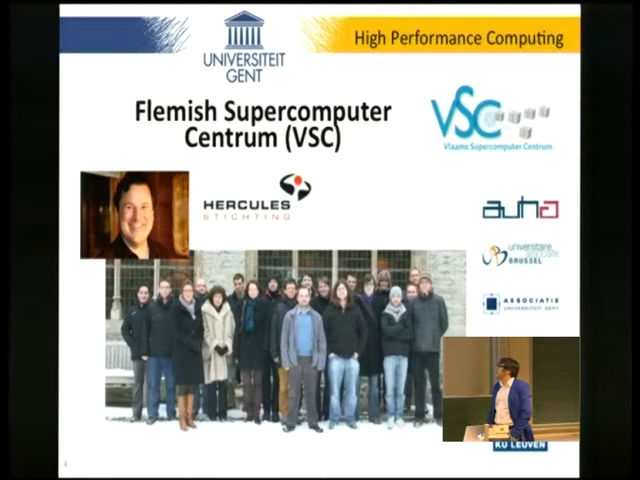 UNIVERSITEIT
GENT
High Performance Computing
Flemish Supercomputer
Centrum (VSC)
VSC
Vlaams Supercomputer Centrum
HERCULES
STICHTING
auha
universitaire
associatie
BRUSSEL
ASSOCIATIE
UNIVERSITEIT GENT
KU LEUVEN
4